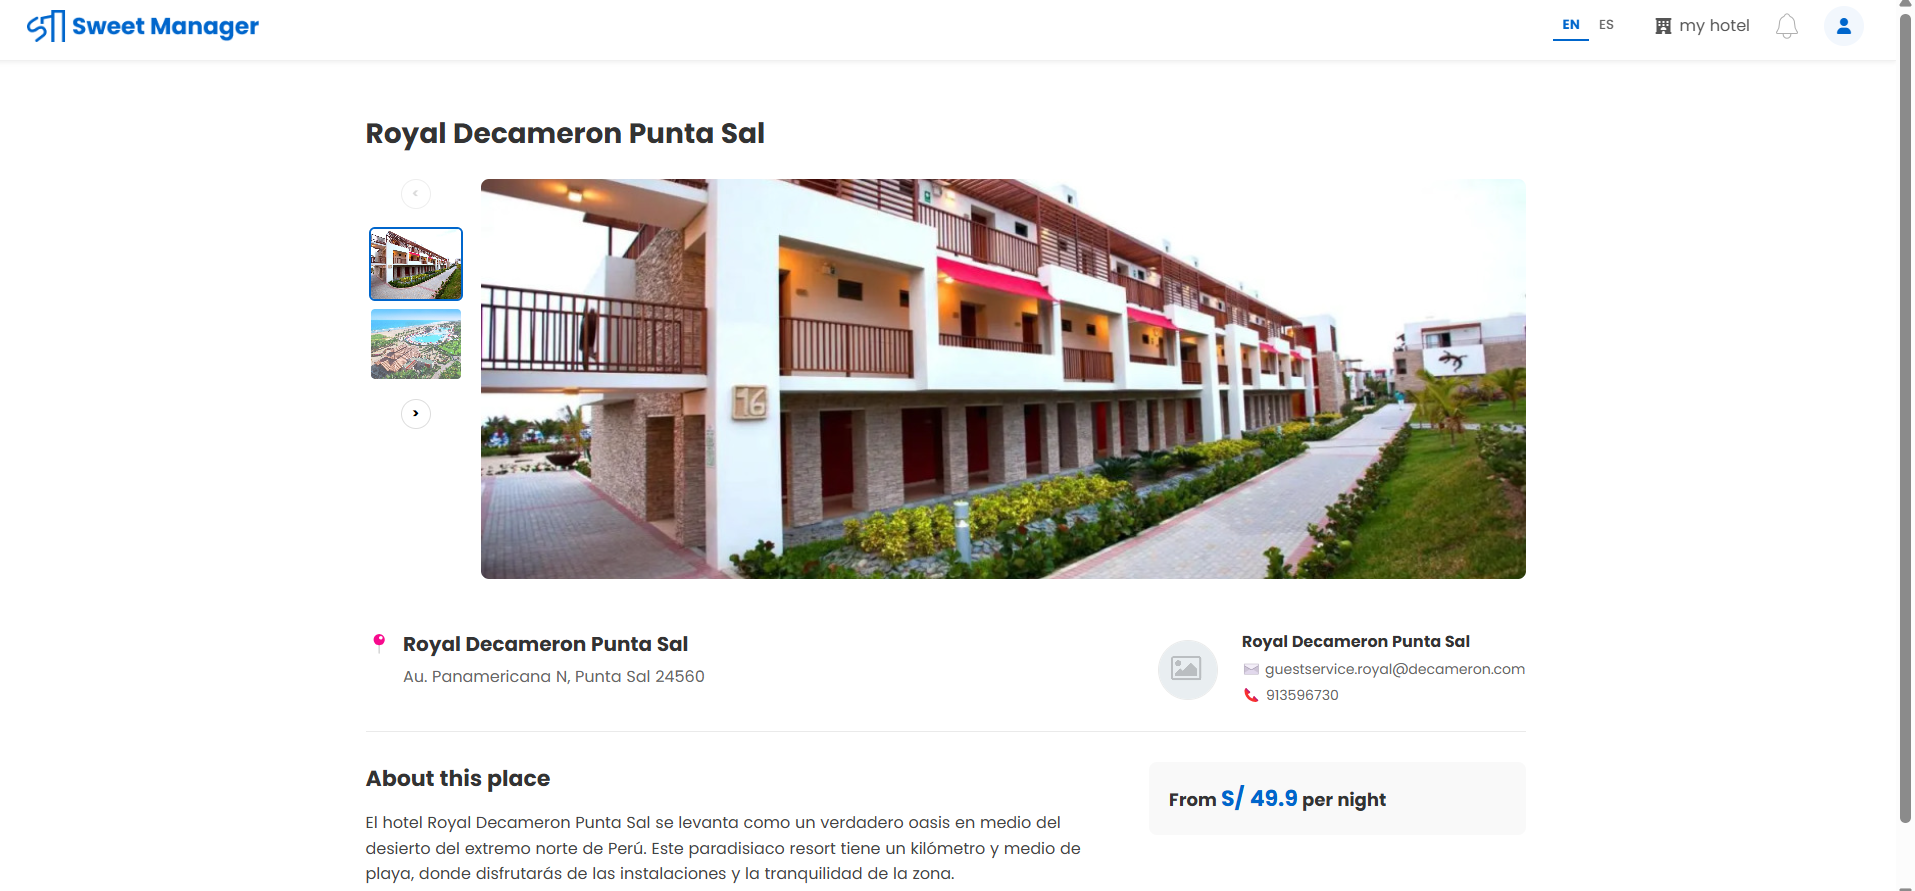 Sweet Manager
EN ES my hotel
Royal Decameron Punta Sal
16
Royal Decameron Punta Sal
Au. Panamericana N, Punta Sal 24560
Royal Decameron Punta Sal
guestservice.royal@decameron.com
913596730
About this place
El hotel Royal Decameron Punta Sal se levanta como un verdadero oasis en medio del
desierto del extremo norte de Perú. Este paradisiaco resort tiene un kilómetro y medio de
playa, donde disfrutarás de las instalaciones y la tranquilidad de la zona.
From S/ 49.9 per night